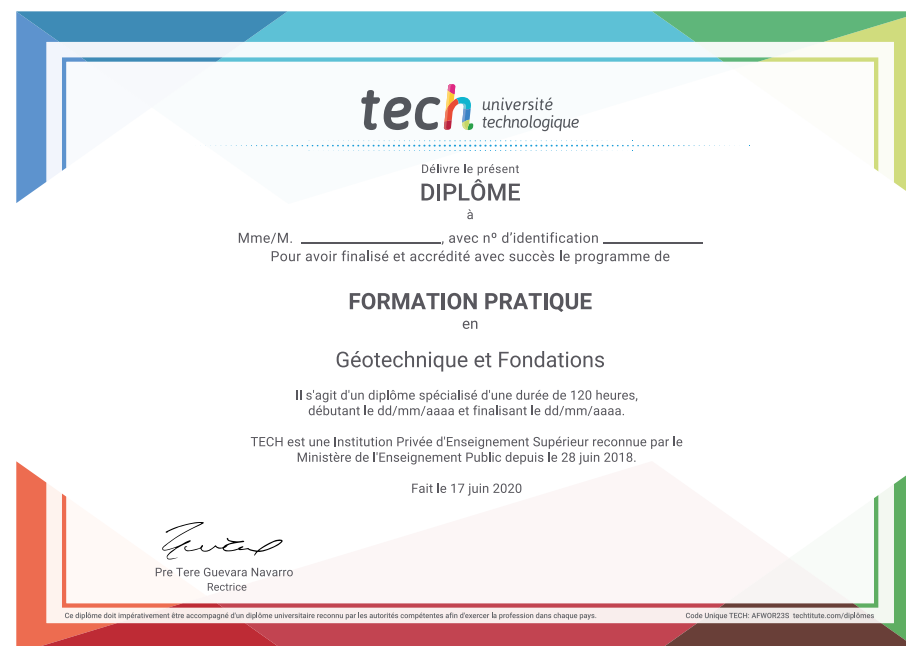 tech université
technologique
Délivre le présent
DIPLÔME
à
Mme/M. ____________________, avec nº d'identification ______________
Pour avoir finalisé et accrédité avec succès le programme de
FORMATION PRATIQUE
en
Géotechnique et Fondations
Il s'agit d'un diplôme spécialisé d'une durée de 120 heures,
débutant le dd/mm/aaaa et finalisant le dd/mm/aaaa.
TECH est une Institution Privée d'Enseignement Supérieur reconnue par le
Ministère de l'Enseignement Public depuis le 28 juin 2018.
Fait le 17 juin 2020
Pre Tere Guevara Navarro
Rectrice
Ce diplôme doit impérativement être accompagné d'un diplôme universitaire reconnu par les autorités compétentes afin d'exercer la profession dans chaque pays.
Code Unique TECH: AFWOR23S techtitute.com/diplômes